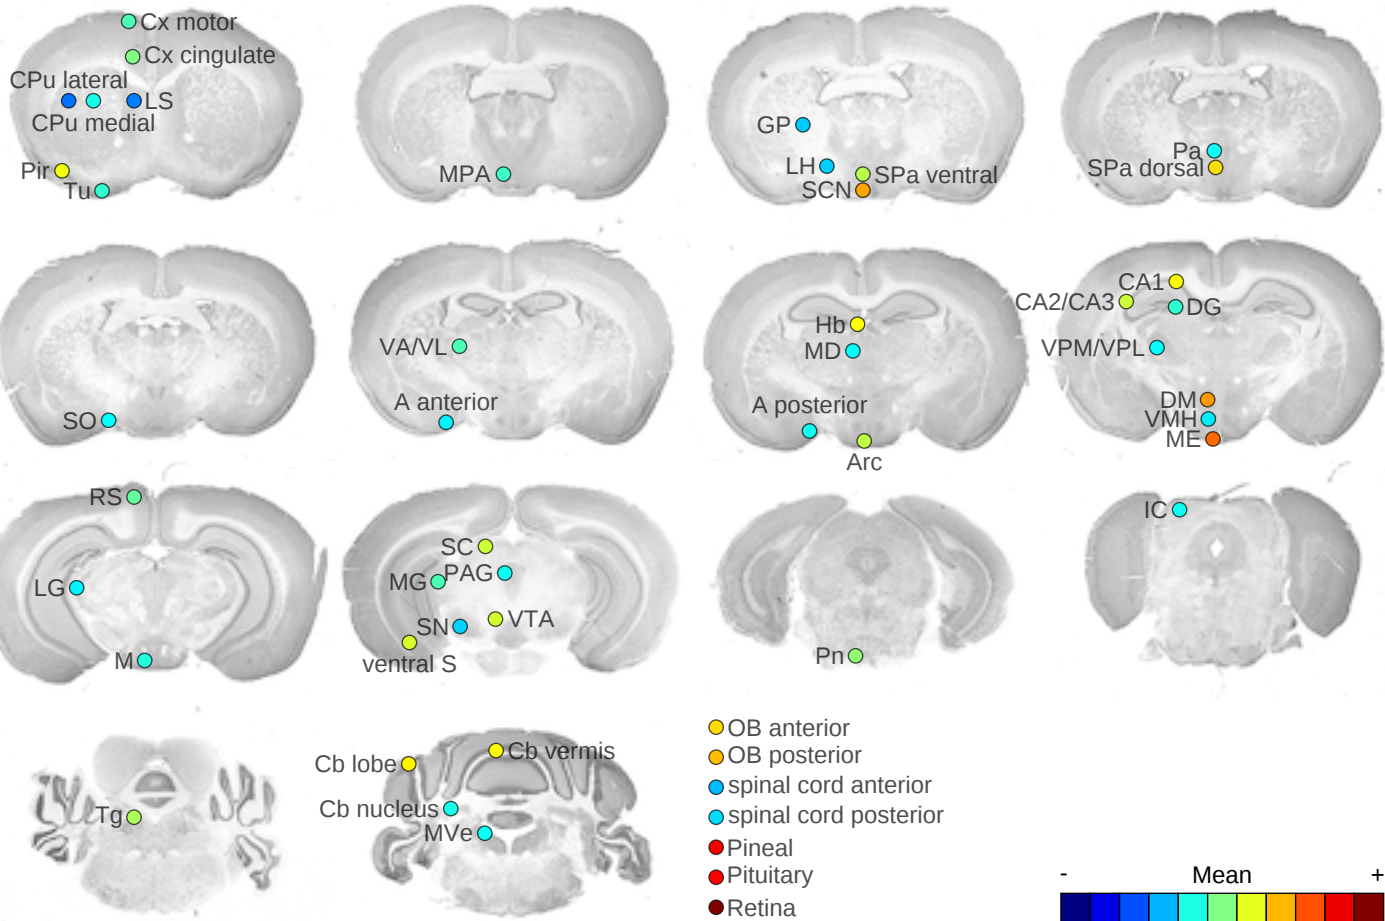 Cx motor
Cx cingulate
CPu lateral
LS
CPu medial
Pir
Tu
MPA
GP
LH
SPa ventral
SCN
Pa
SPa dorsal
SO
VA/VL
A anterior
Hb
MD
A posterior
Arc
CA1
CA2/CA3
DG
VPM/VPL
DM
VMH
ME
RS
LG
M
SC
MG
PAG
SN
VTA
ventral S
Pn
IC
Tg
Cb lobe
Cb vermis
Cb nucleus
MVe
OB anterior
OB posterior
spinal cord anterior
spinal cord posterior
Pineal
Pituitary
Retina
- Mean +